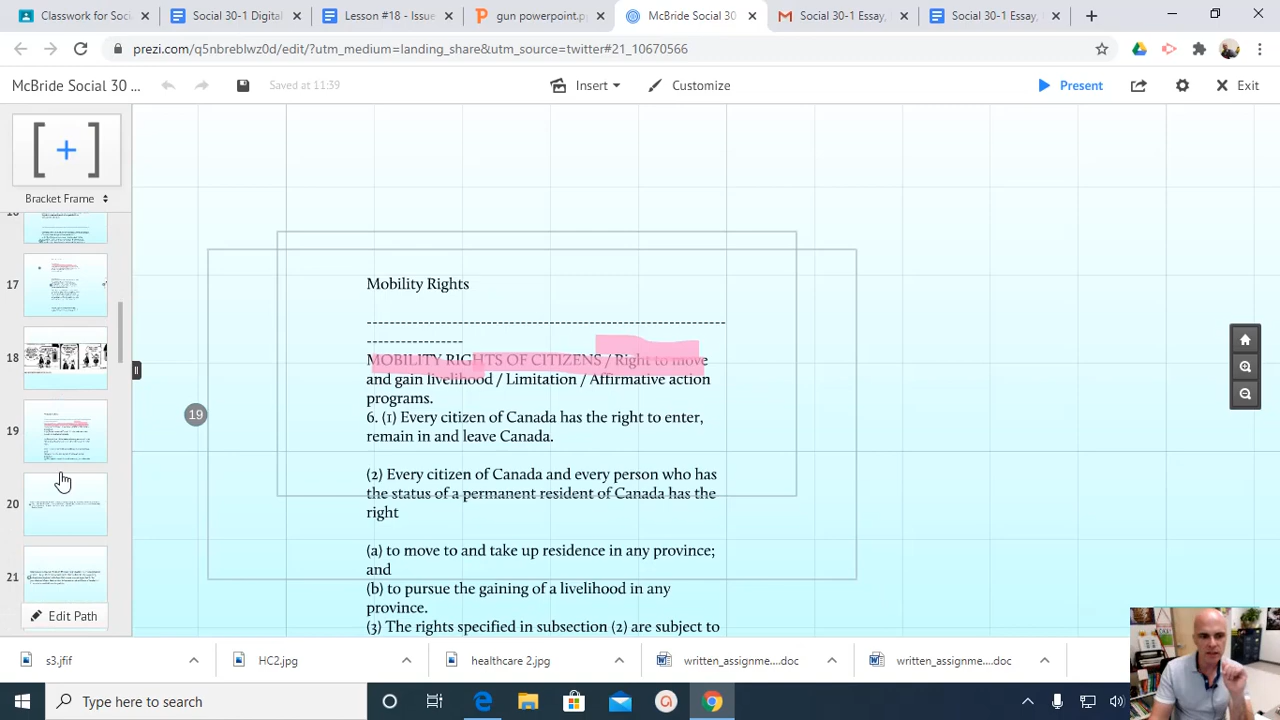 Classwork for Soc
Social 30-1 Digital
Lesson #18 - Issue
gun powerpoint.p
McBride Social 30
Social 30-1 Essay,
Social 30-1 Essay,
prezi.com/q5nbreblwz0d/edit/?utm_medium=landing_share&utm_source=twitter#21_10670566
McBride Social 30 ...
Saved at 11:39
Insert
Customize
Present
Exit
Bracket Frame
17
18
19
20
21
Edit Path
19
Mobility Rights
--------------------------------------------------------------
-----------------
MOBILITY RIGHTS OF CITIZENS / Right to move
and gain livelihood / Limitation / Affirmative action
programs.
6. (1) Every citizen of Canada has the right to enter,
remain in and leave Canada.
(2) Every citizen of Canada and every person who has
the status of a permanent resident of Canada has the
right
(a) to move to and take up residence in any province;
and
(b) to pursue the gaining of a livelihood in any
province.
(3) The rights specified in subsection (2) are subject to
s3.jfif
HC2.jpg
healthcare 2.jpg
written_assignme....doc
written_assignme....doc
Type here to search